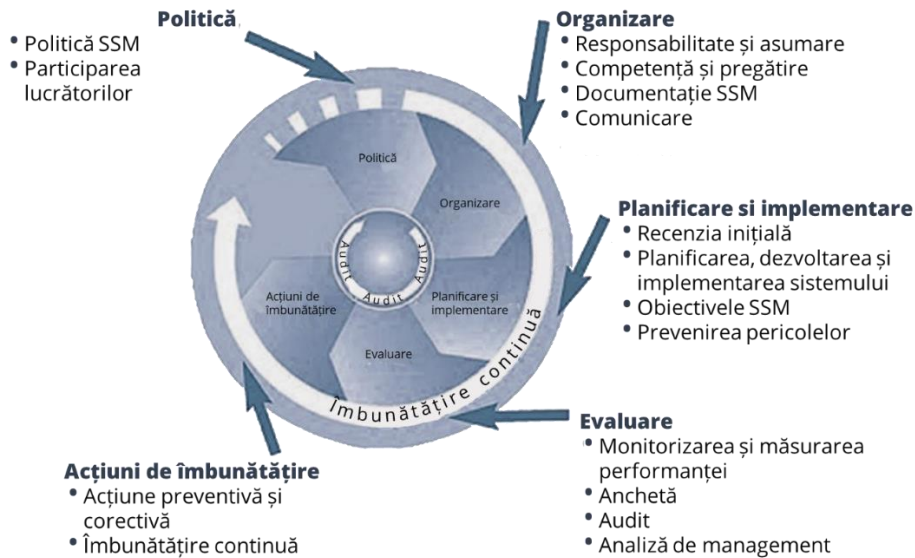 Politică
• Politică SSM
• Participarea
lucrătorilor
Organizare
• Responsabilitate și asumare
• Competență și pregătire
• Documentație SSM
• Comunicare
Planificare si implementare
• Recenzia inițială
• Planificarea, dezvoltarea și
implementarea sistemului
• Obiectivele SSM
• Prevenirea pericolelor
Evaluare
• Monitorizarea și măsurarea
performanței
• Anchetă
• Audit
• Analiză de management
Acțiuni de îmbunătățire
• Acțiune preventivă și
corectivă
• Îmbunătățire continuă
Politică
Organizare
Planificare și
implementare
Evaluare
Acțiuni de
îmbunătățire
Audit
Audit
Audit
Îmbunătățire continuă